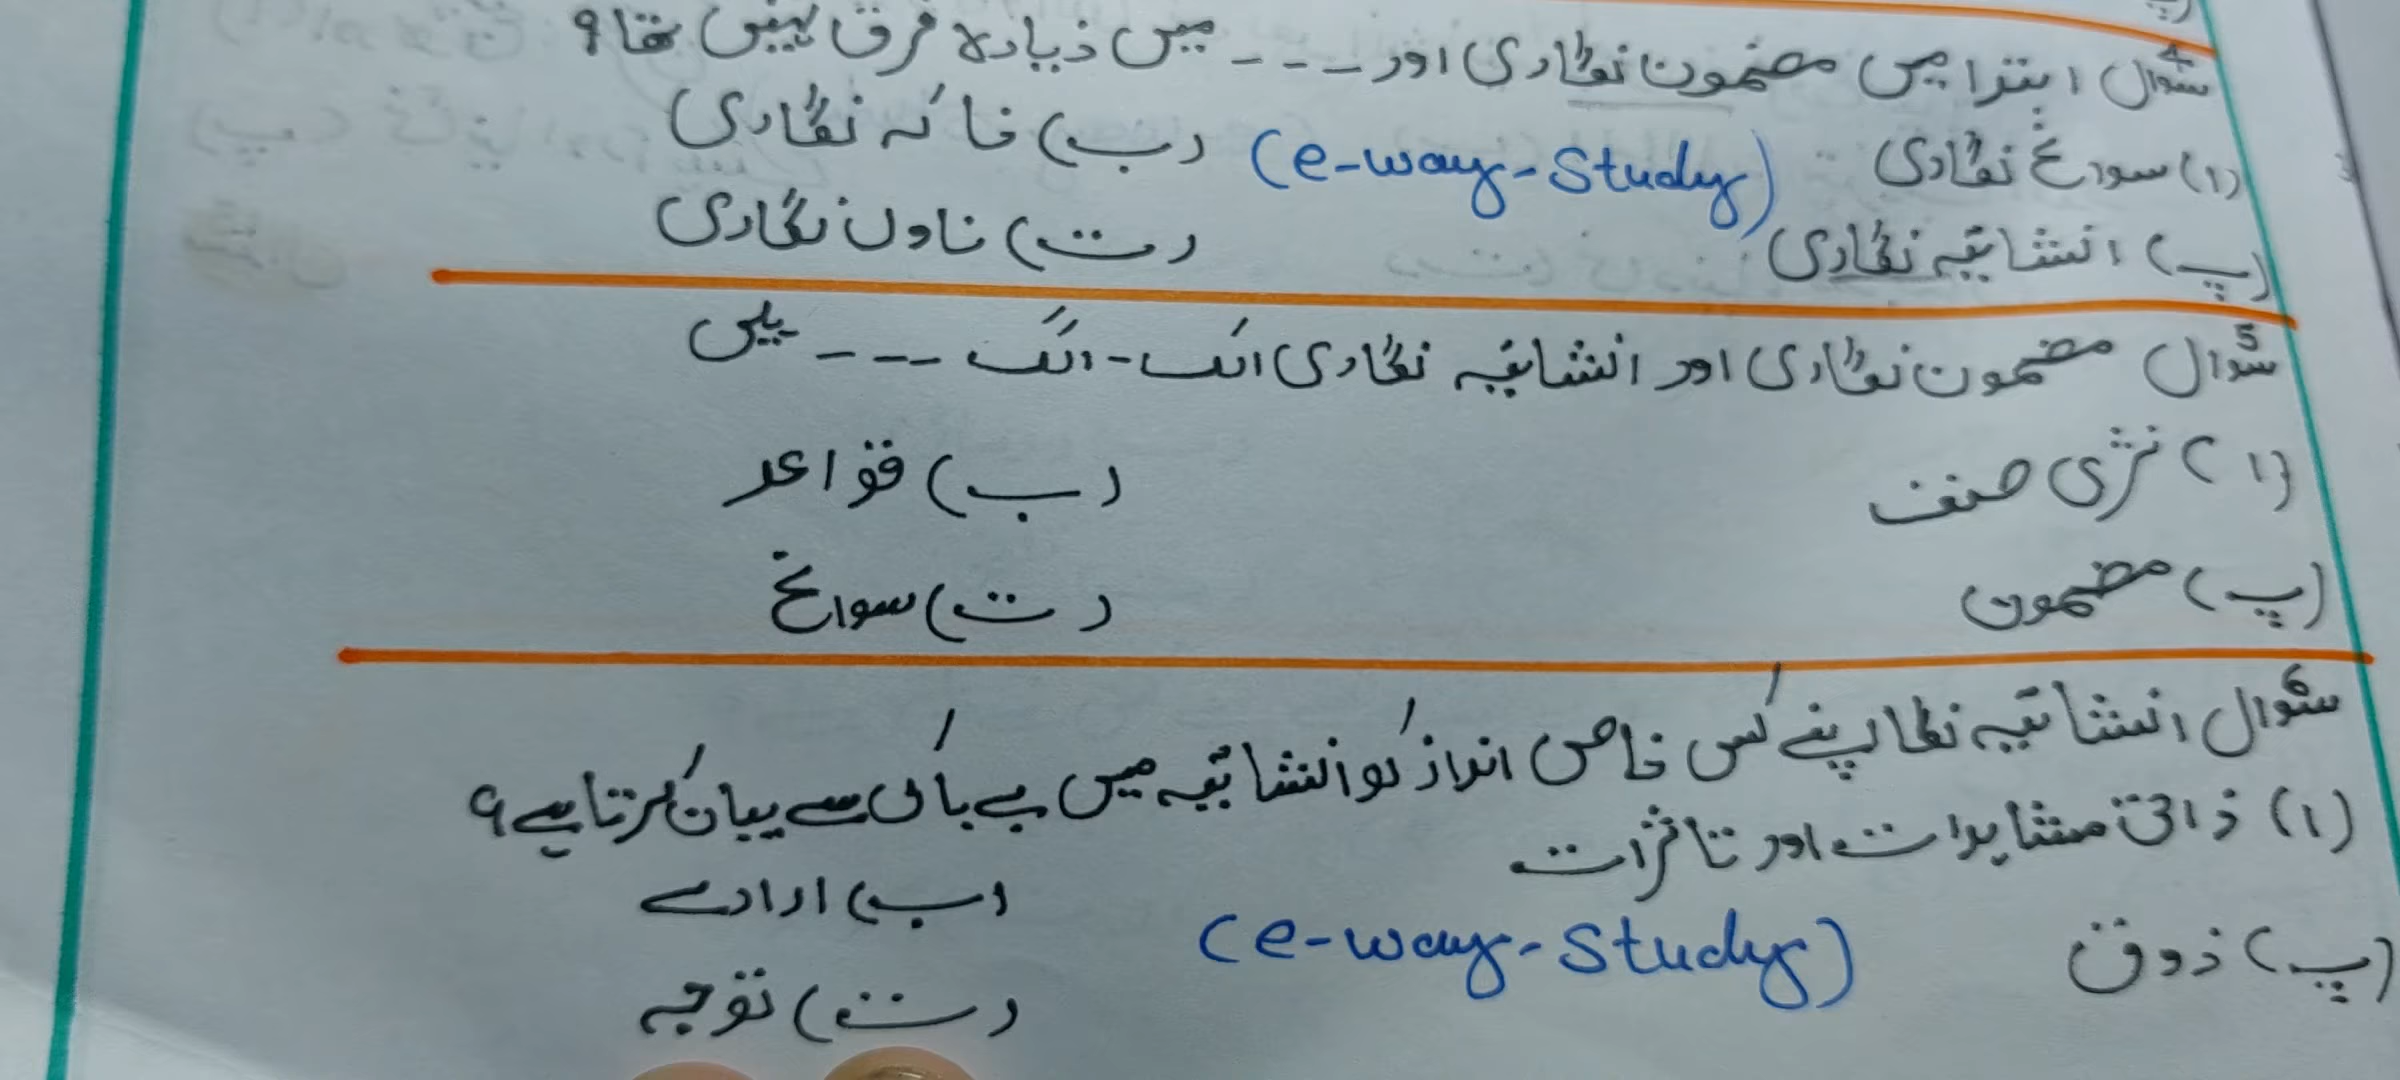 سوال 4 ابتدا میں مضمون نگاری اور --- میں زیادہ فرق نہیں تھا؟
(ا) سوانح نگاری (e-way-Study) (ب) خاکہ نگاری
(پ) انشائیہ نگاری (ت) ناول نگاری
سوال 5 مضمون نگاری اور انشائیہ نگاری الگ-الگ --- ہیں
(ا) نثری صنف (ب) قواعد
(پ) مضمون (ت) سوانح
سوال 6 انشائیہ نگار اپنے کس خاص انداز کو انشائیہ میں بے باکی سے بیان کرتا ہے؟
(ا) ذاتی مشاہدات اور تاثرات
(ب) ارادے
(پ) ذوق (e-way-Study)
(ت) توجہ